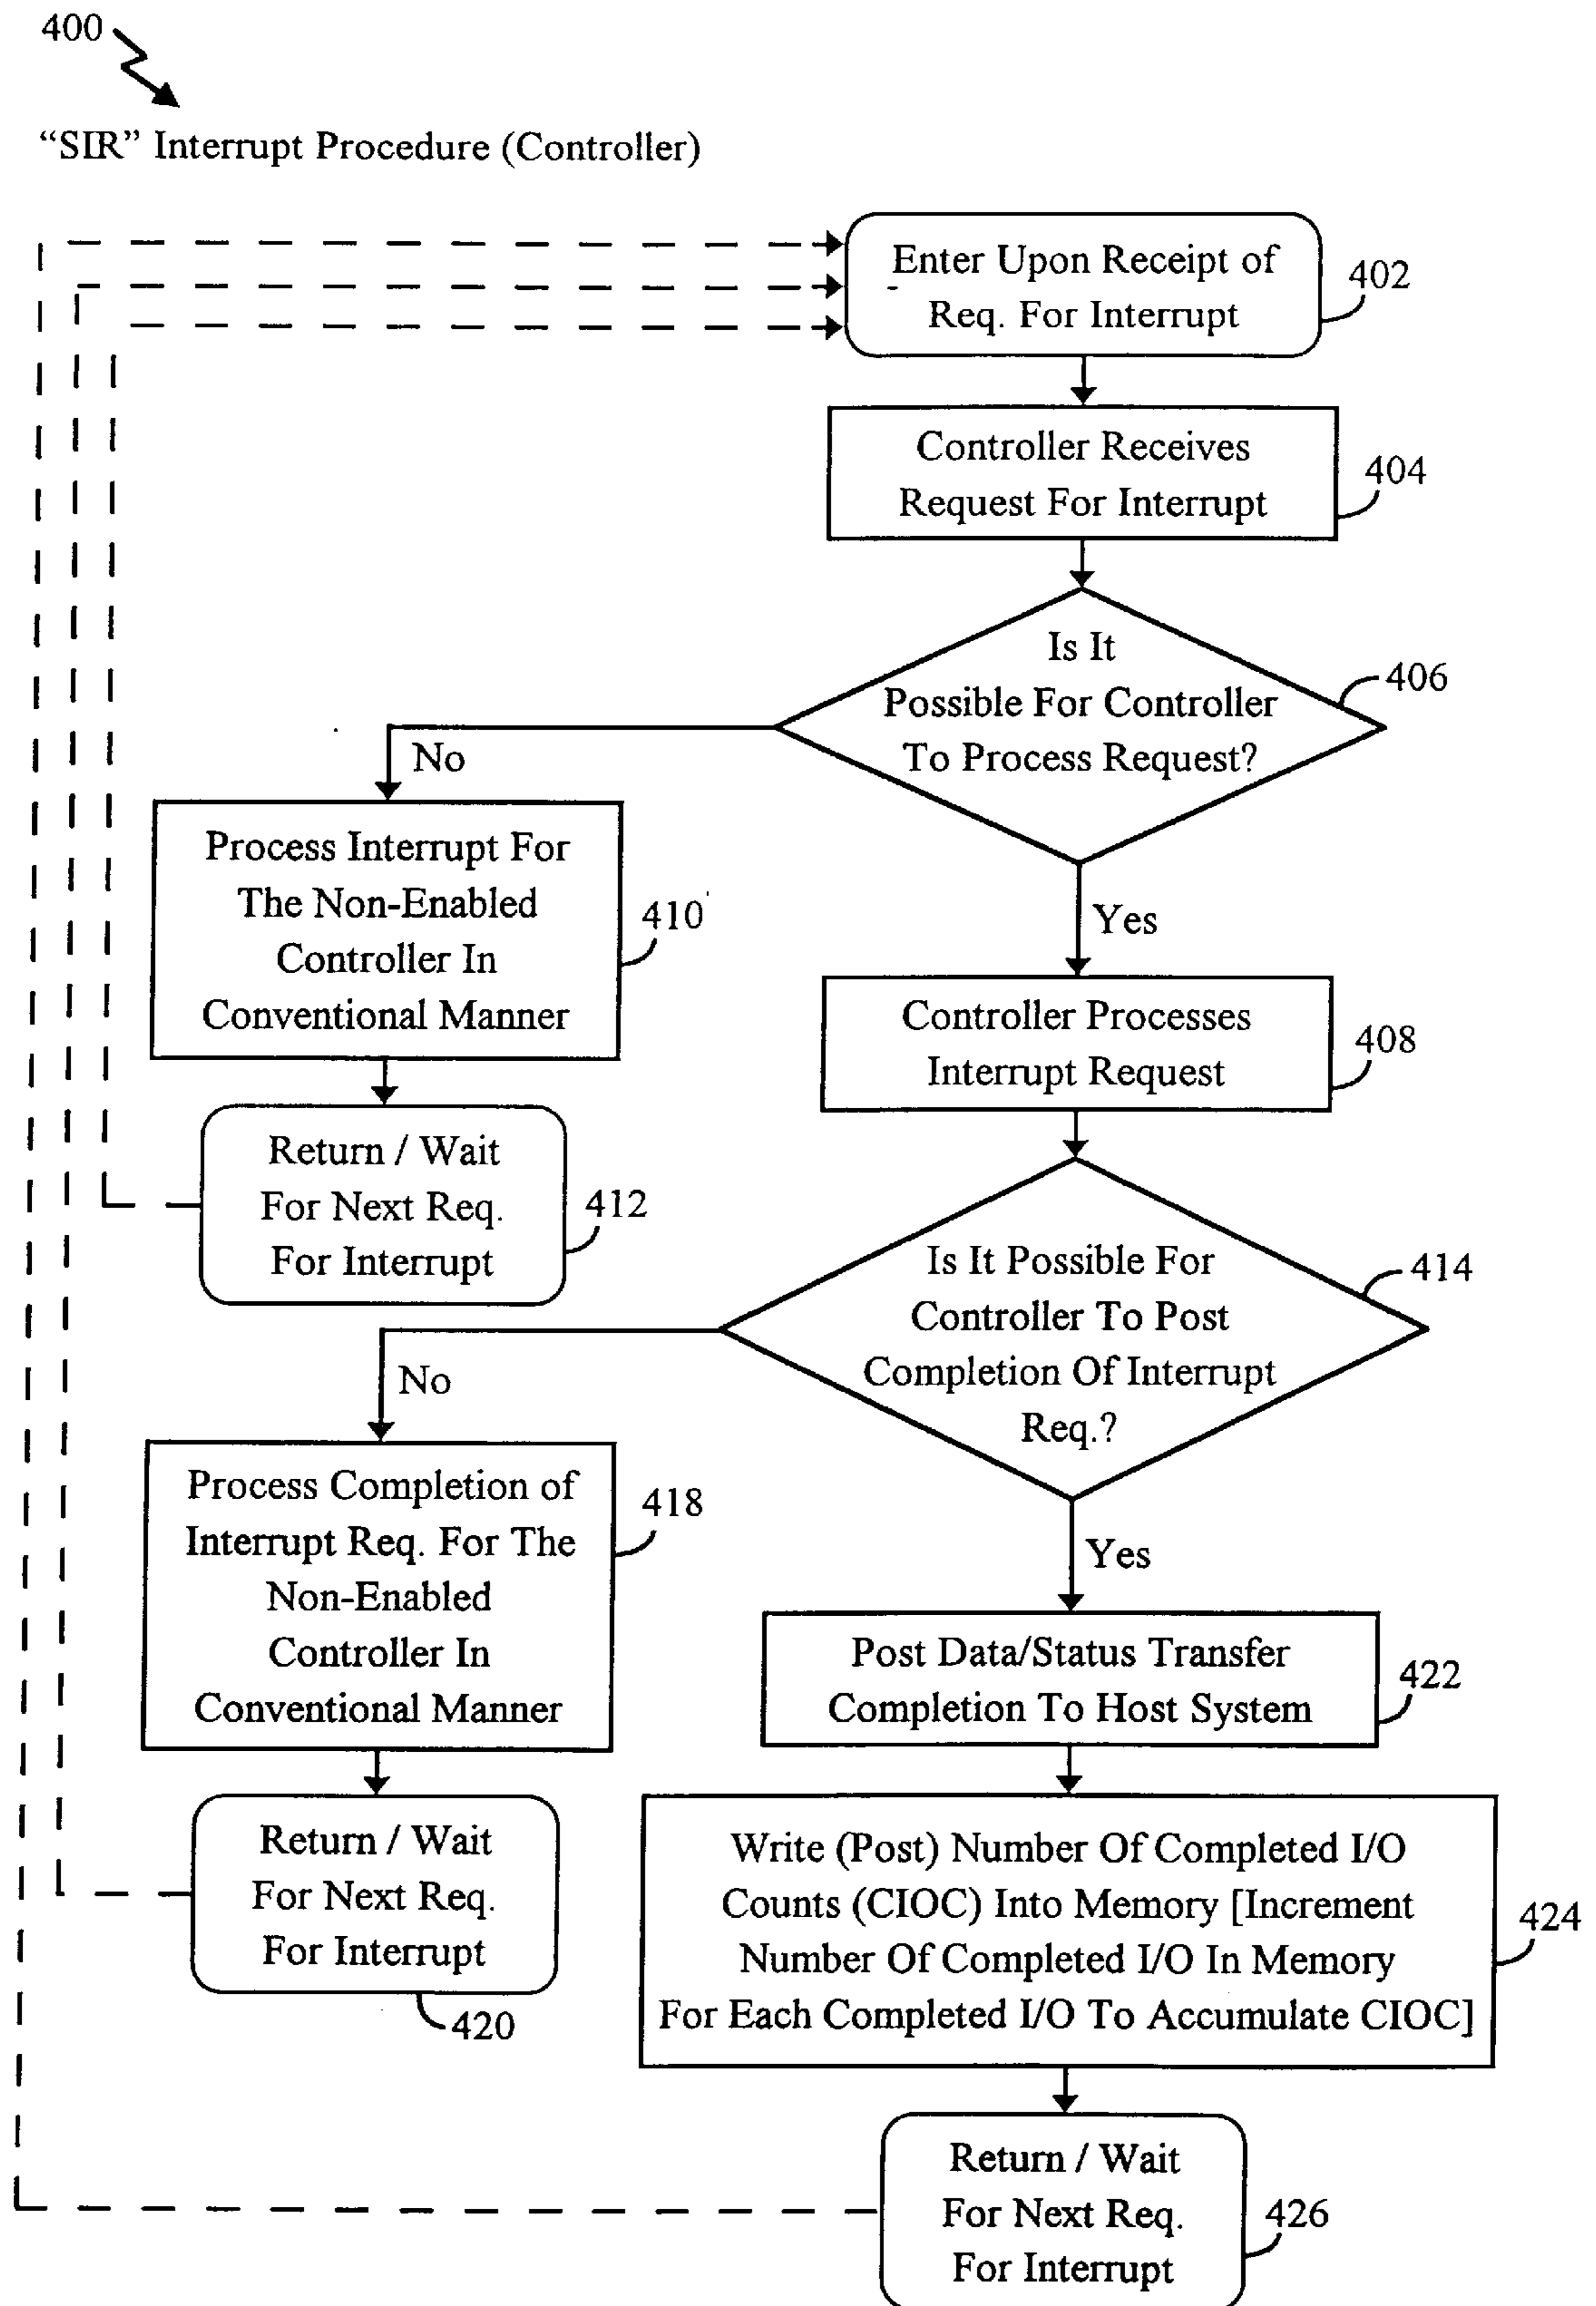 400
“SIR” Interrupt Procedure (Controller)
Enter Upon Receipt of
Req. For Interrupt
402
Controller Receives
Request For Interrupt
404
Is It
Possible For Controller
To Process Request?
406
No
Yes
Process Interrupt For
The Non-Enabled
Controller In
Conventional Manner
410
Controller Processes
Interrupt Request
408
Return / Wait
For Next Req.
For Interrupt
412
Is It Possible For
Controller To Post
Completion Of Interrupt
Req.?
414
No
Yes
Process Completion of
Interrupt Req. For The
Non-Enabled
Controller In
Conventional Manner
418
Post Data/Status Transfer
Completion To Host System
422
Return / Wait
For Next Req.
For Interrupt
420
Write (Post) Number Of Completed I/O
Counts (CIOC) Into Memory [Increment
Number Of Completed I/O In Memory
For Each Completed I/O To Accumulate CIOC]
424
Return / Wait
For Next Req.
For Interrupt
426